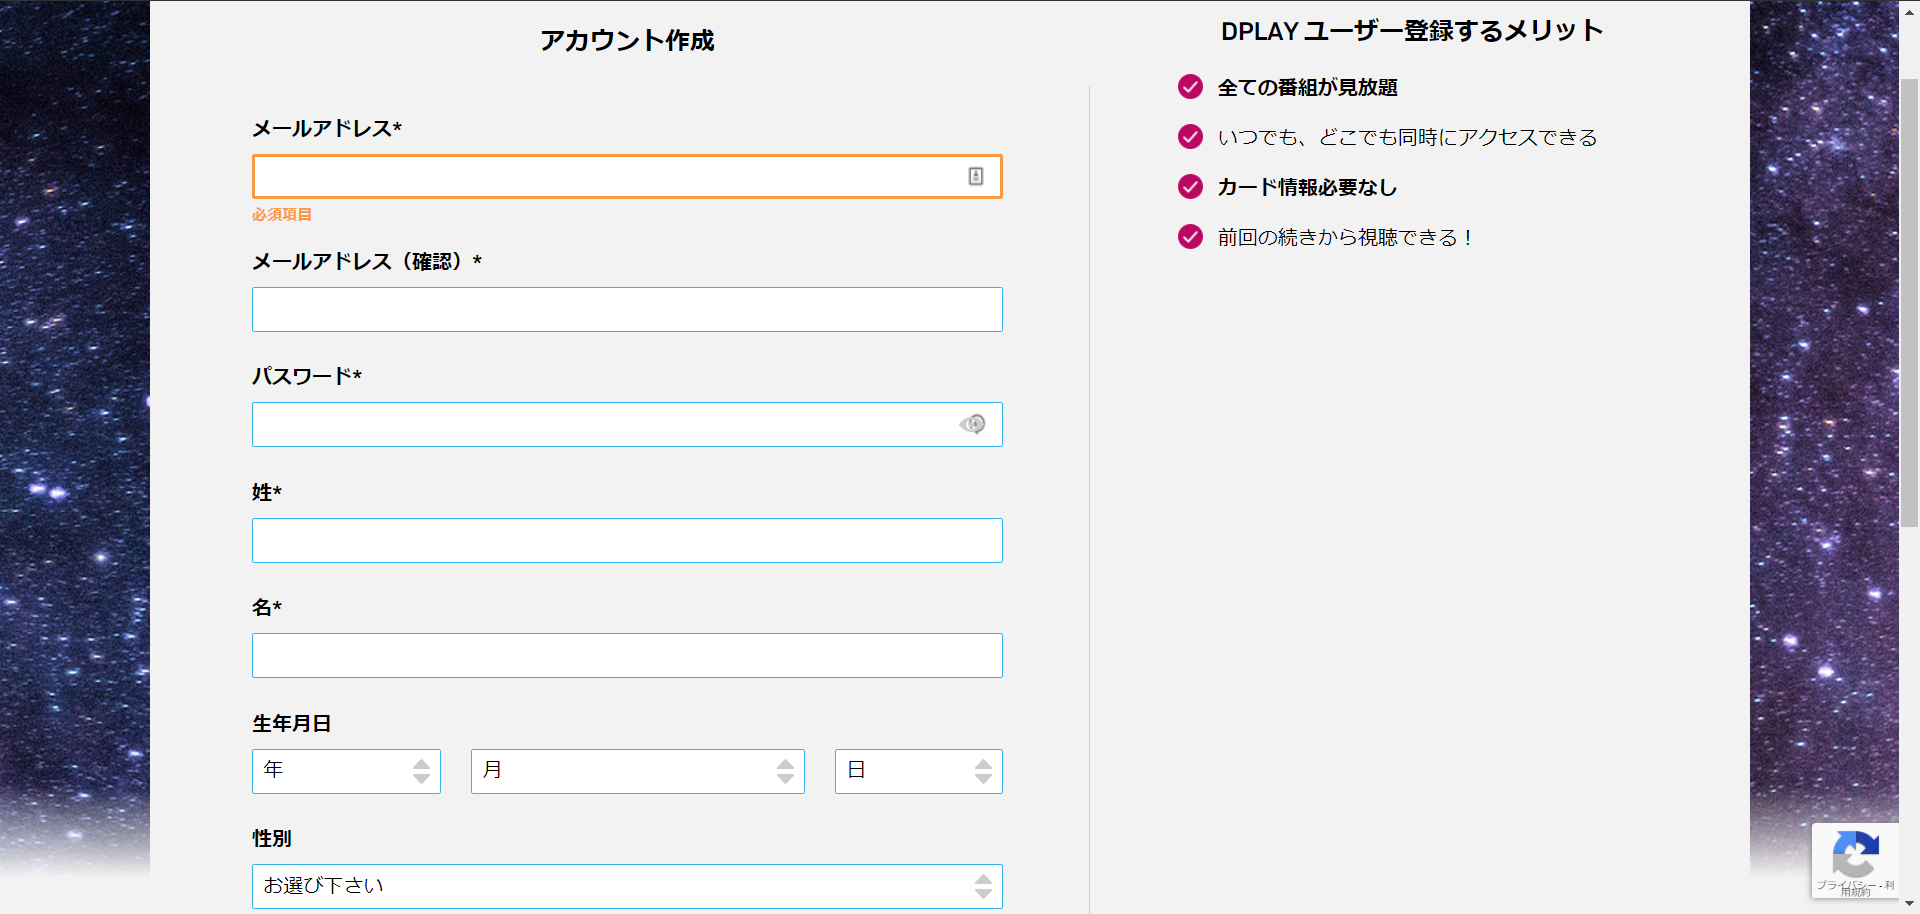 アカウント作成
メールアドレス*
必須項目
メールアドレス（確認）*
パスワード*
姓*
名*
生年月日
年 月 日
性別
お選び下さい
DPLAY ユーザー登録するメリット
全ての番組が見放題
いつでも、どこでも同時にアクセスできる
カード情報必要なし
前回の続きから視聴できる！
プライバシー - 利
用規約